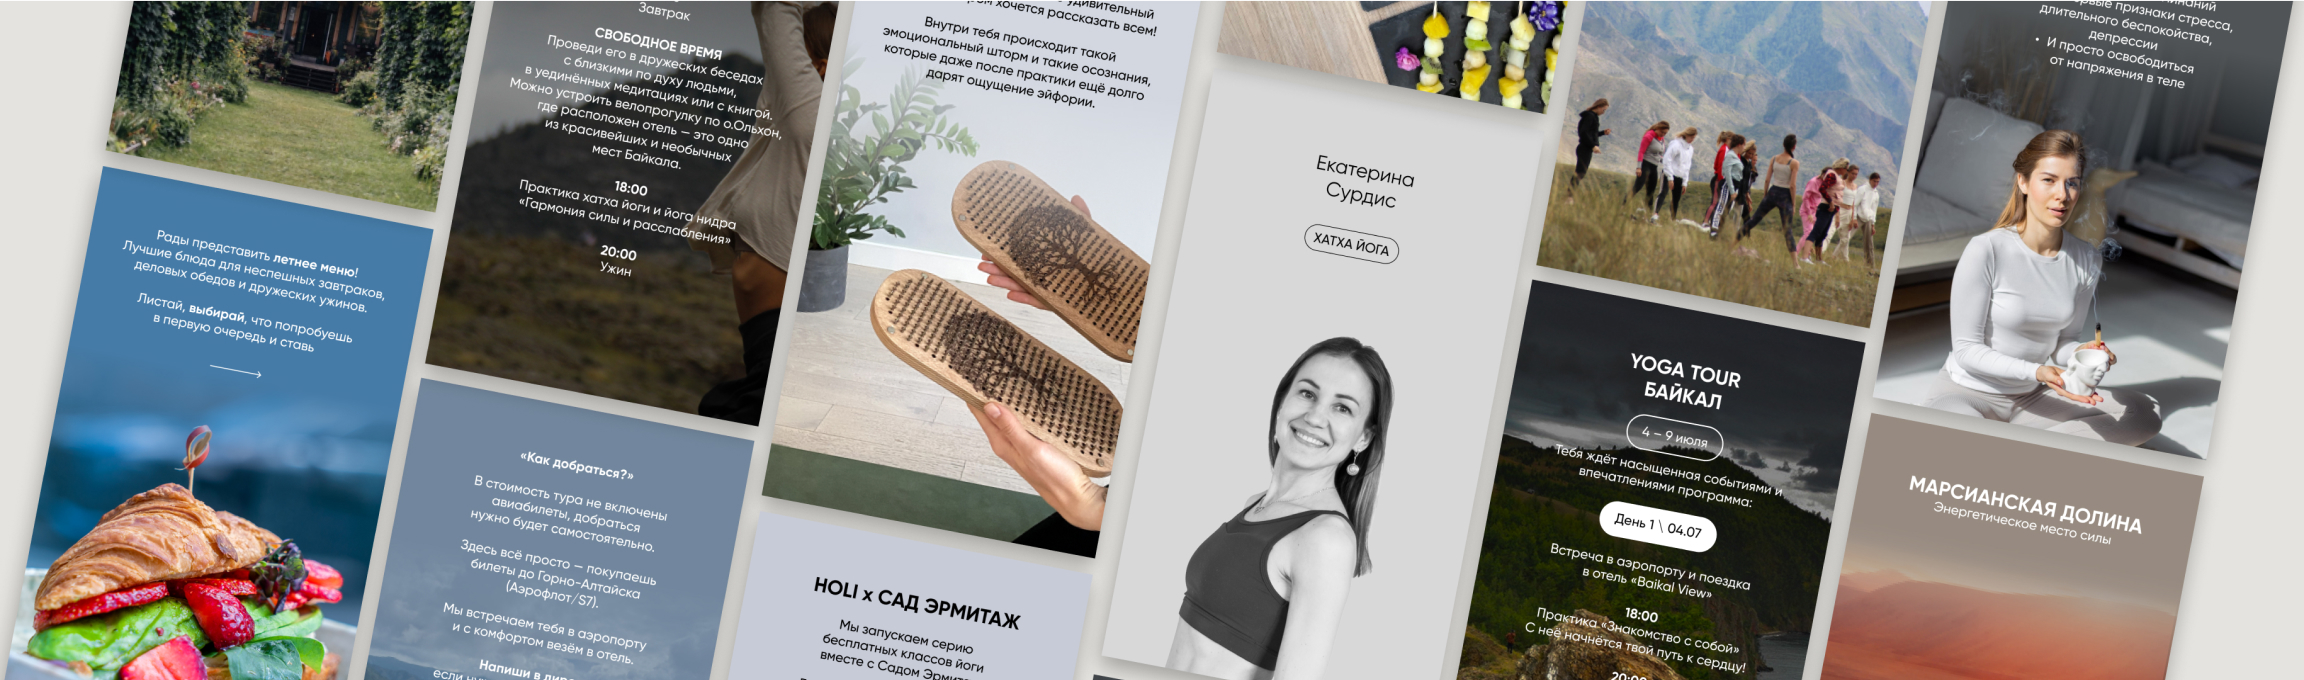 Рады представить летнее меню!
Лучшие блюда для неспешных завтраков,
деловых обедов и дружеских ужинов.
Листай, выбирай, что попробуешь
в первую очередь и ставь
Завтрак
СВОБОДНОЕ ВРЕМЯ
Проведи его в дружеских беседах
с близкими по духу людьми,
в уединённых медитациях или с книгой.
Можно устроить велопрогулку по о.Ольхон,
где расположен отель — это одно
из красивейших и необычных
мест Байкала.
18:00
Практика хатха йоги и йога нидра
«Гармония силы и расслабления»
20:00
Ужин
«Как добраться?»
В стоимость тура не включены
авиабилеты, добраться
нужно будет самостоятельно.
Здесь всё просто — покупаешь
билеты до Горно-Алтайска
(Аэрофлот/S7).
Мы встречаем тебя в аэропорту
и с комфортом везём в отель.
Напиши в
если
удивительный
хочется рассказать всем!
Внутри тебя происходит такой
эмоциональный шторм и такие осознания,
которые даже после практики ещё долго
дарят ощущение эйфории.
HOLI x САД ЭРМИТАЖ
Мы запускаем серию
бесплатных классов йоги
вместе с Садом
Екатерина
Сурдис
ХАТХА ЙОГА
YOGA TOUR
БАЙКАЛ
4 – 9 июля
Тебя ждёт насыщенная событиями и
впечатлениями программа:
День 1 \ 04.07
Встреча в аэропорту и поездка
в отель «Baikal View»
18:00
Практика «Знакомство с собой»
С неё начнётся твой путь к сердцу!
20:00
признаки стресса,
длительного беспокойства,
депрессии
• И просто освободиться
от напряжения в теле
МАРСИАНСКАЯ ДОЛИНА
Энергетическое место силы